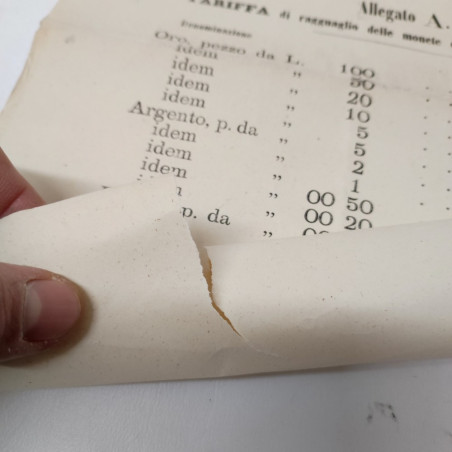 Allegato A.
TARIFFA di ragguaglio delle monete
Denominazione
Oro, pezzo da L. 100
idem „ 50
idem „ 20
idem „ 10
idem „ 5
Argento, p. da „ 5
idem „ 2
idem „ 1
idem „ 00 50
„ 00 20
p. da „